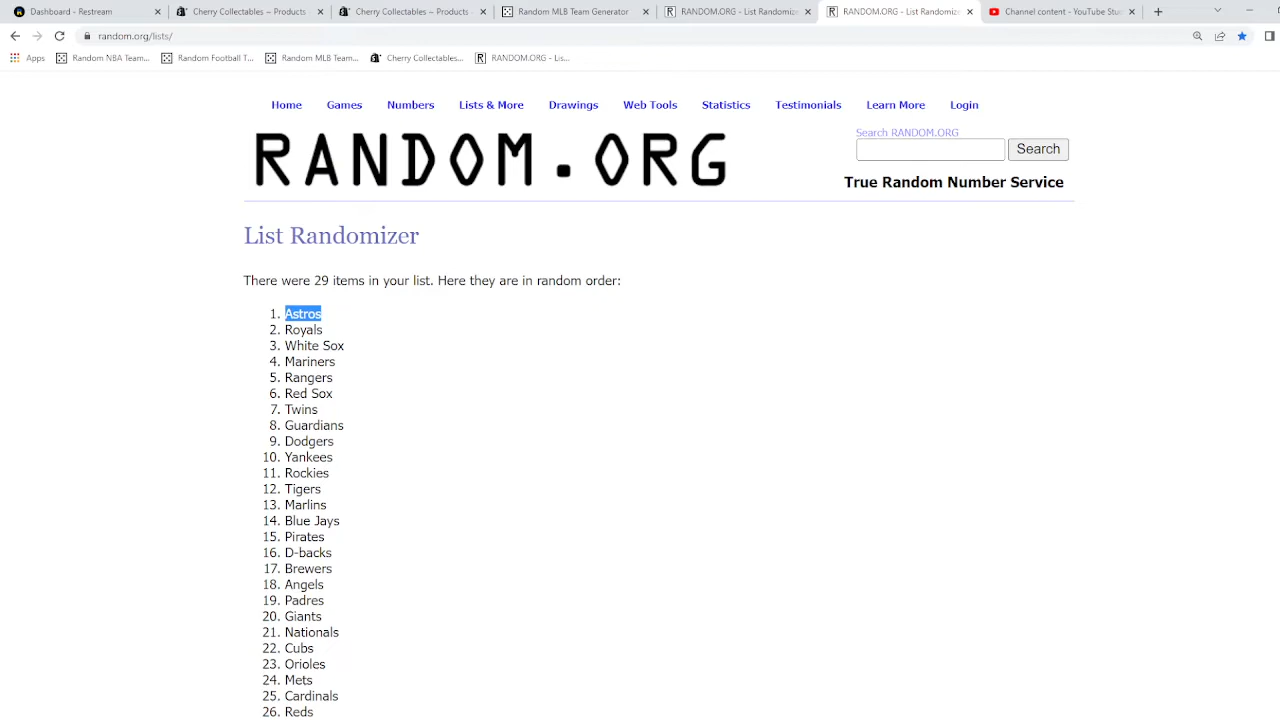 Dashboard - Restream
Cherry Collectables ~ Products
Cherry Collectables ~ Products
Random MLB Team Generator
RANDOM.ORG - List Randomize
RANDOM.ORG - List Randomize
Channel content - YouTube Stu
random.org/lists/
Apps
Random NBA Team...
Random Football T...
Random MLB Team...
Cherry Collectables...
RANDOM.ORG - Lis...
Home Games Numbers Lists & More Drawings Web Tools Statistics Testimonials Learn More Login
RANDOM.ORG
Search RANDOM.ORG
Search
True Random Number Service
List Randomizer
There were 29 items in your list. Here they are in random order:
1. Astros
2. Royals
3. White Sox
4. Mariners
5. Rangers
6. Red Sox
7. Twins
8. Guardians
9. Dodgers
10. Yankees
11. Rockies
12. Tigers
13. Marlins
14. Blue Jays
15. Pirates
16. D-backs
17. Brewers
18. Angels
19. Padres
20. Giants
21. Nationals
22. Cubs
23. Orioles
24. Mets
25. Cardinals
26. Reds